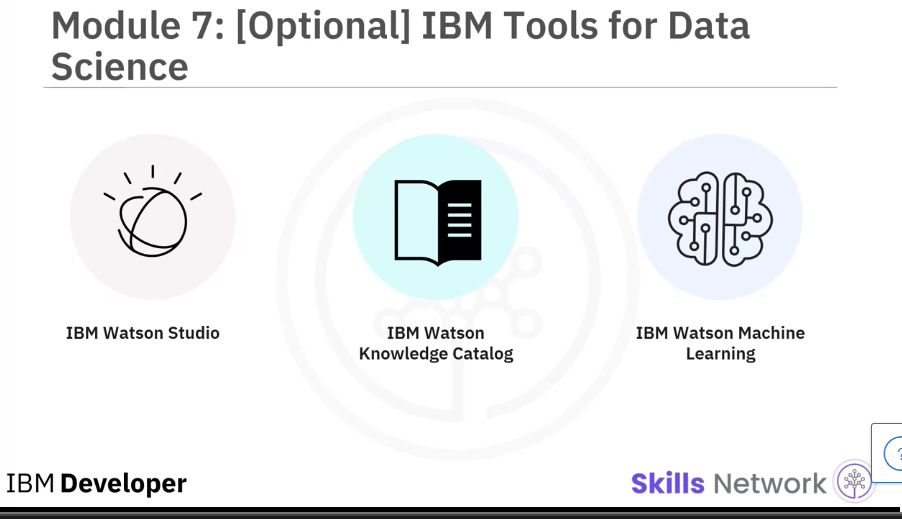 Module 7: [Optional] IBM Tools for Data
Science
IBM Watson Studio
IBM Watson
Knowledge Catalog
IBM Watson Machine
Learning
IBM Developer
Skills Network
?